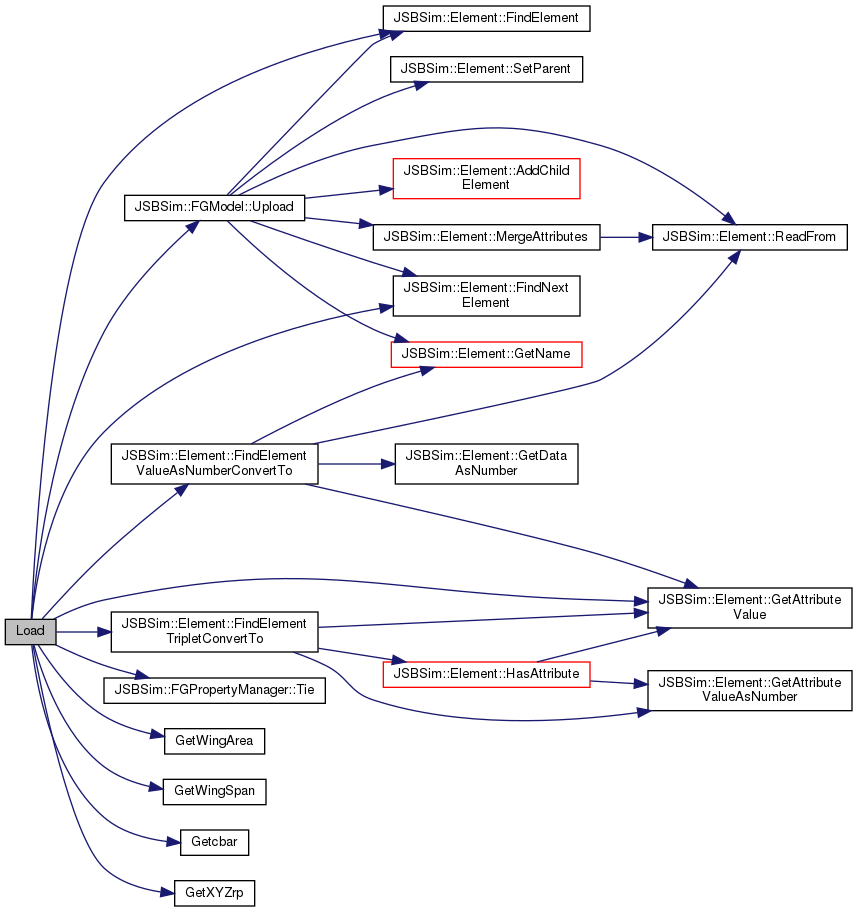 JSBSim::Element::FindElement
JSBSim::Element::SetParent
JSBSim::Element::AddChild
Element
JSBSim::FGModel::Upload
JSBSim::Element::MergeAttributes
JSBSim::Element::ReadFrom
JSBSim::Element::FindNext
Element
JSBSim::Element::GetName
JSBSim::Element::FindElement
ValueAsNumberConvertTo
JSBSim::Element::GetData
AsNumber
JSBSim::Element::GetAttribute
Value
Load
JSBSim::Element::FindElement
TripletConvertTo
JSBSim::Element::HasAttribute
JSBSim::Element::GetAttribute
ValueAsNumber
JSBSim::FGPropertyManager::Tie
GetWingArea
GetWingSpan
Getcbar
GetXYZrp